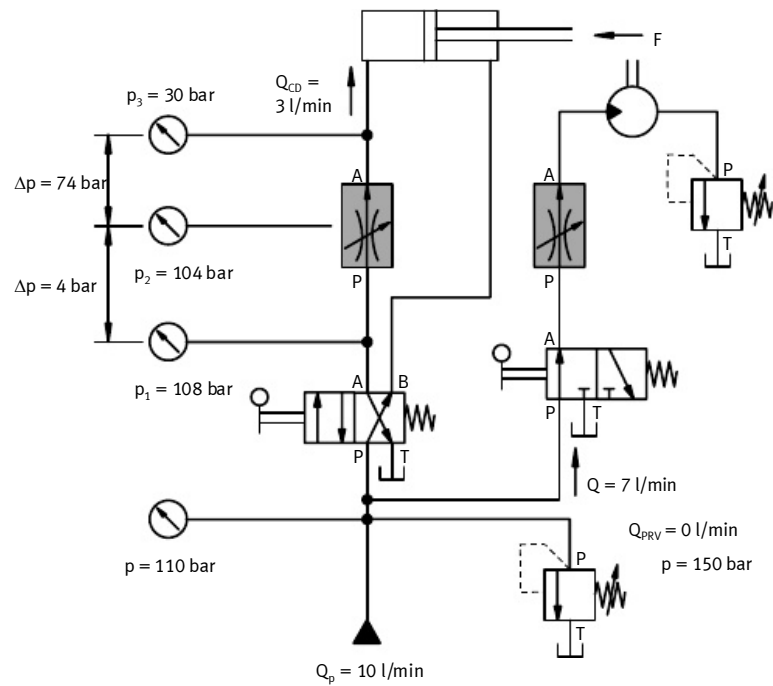 F
Q_CD =
3 l/min
p₃ = 30 bar
P
A
A
Δp = 74 bar
T
p₂ = 104 bar
P
P
Δp = 4 bar
A
p₁ = 108 bar
A B
P T
P T
Q = 7 l/min
Q_PRV = 0 l/min
p = 110 bar
P
p = 150 bar
T
Qₚ = 10 l/min